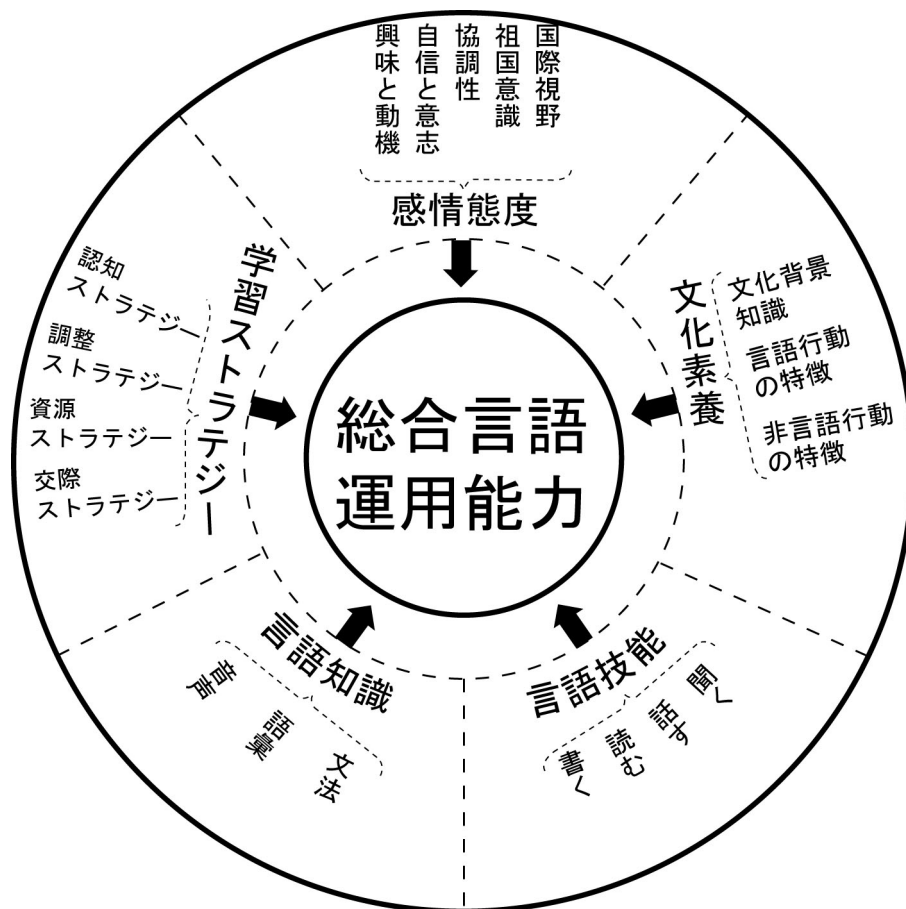 国際視野
祖国意識
協調性
自信と意志
興味と動機
感情態度
文化素養
文化背景
知識
言語行動
の特徴
非言語行動
の特徴
言語技能
聞く
話す
読む
書く
言語知識
音声
語彙
文法
学習ストラテジー
認知
ストラテジー
調整
ストラテジー
資源
ストラテジー
交際
ストラテジー
総合言語
運用能力